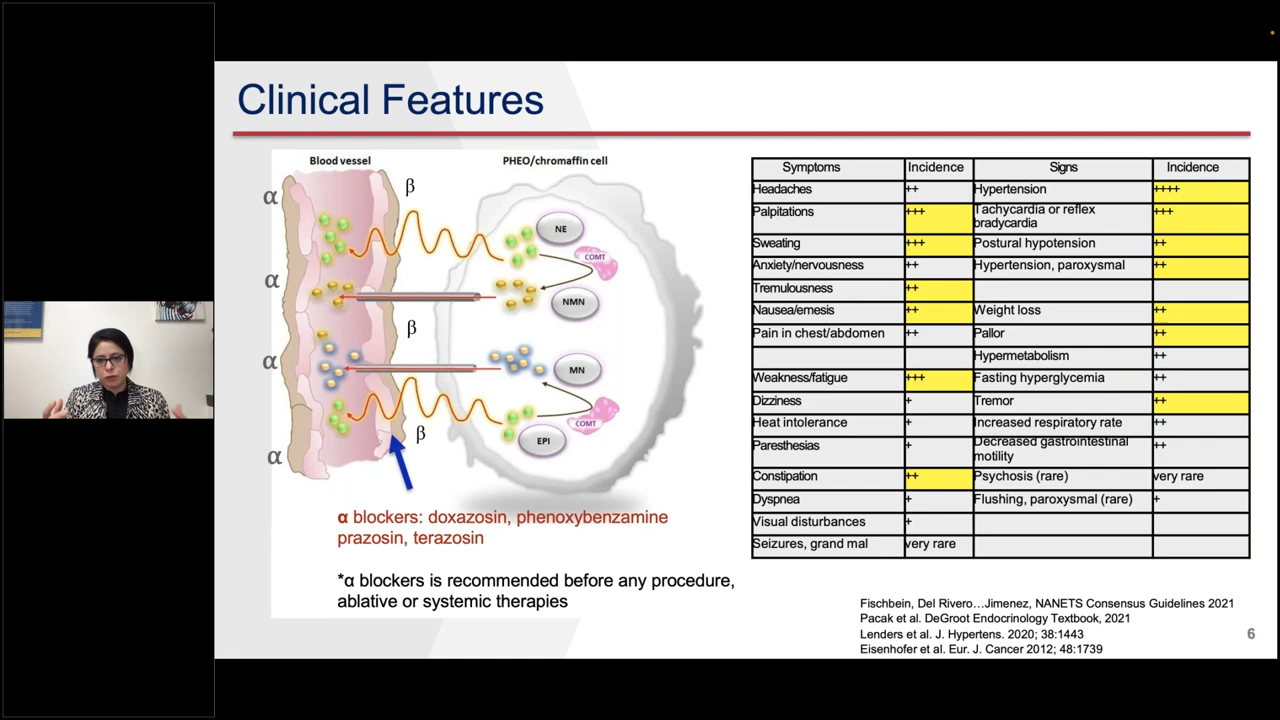 Clinical Features
Blood vessel
PHEO/chromaffin cell
α
β
NE
COMT
α
NMN
β
α
MN
COMT
β
EPI
α
α blockers: doxazosin, phenoxybenzamine
prazosin, terazosin
*α blockers is recommended before any procedure,
ablative or systemic therapies
Symptoms Incidence Signs Incidence
Headaches ++ Hypertension ++++
Palpitations +++ Tachycardia or reflex
bradycardia +++
Sweating +++ Postural hypotension ++
Anxiety/nervousness ++ Hypertension, paroxysmal ++
Tremulousness ++
Nausea/emesis ++ Weight loss ++
Pain in chest/abdomen ++ Pallor ++
Hypermetabolism ++
Weakness/fatigue +++ Fasting hyperglycemia ++
Dizziness + Tremor ++
Heat intolerance + Increased respiratory rate ++
Paresthesias + Decreased gastrointestinal
motility ++
Constipation ++ Psychosis (rare) very rare
Dyspnea + Flushing, paroxysmal (rare) +
Visual disturbances +
Seizures, grand mal very rare
Fischbein, Del Rivero…Jimenez, NANETS Consensus Guidelines 2021
Pacak et al. DeGroot Endocrinology Textbook, 2021
Lenders et al. J. Hypertens. 2020; 38:1443
Eisenhofer et al. Eur. J. Cancer 2012; 48:1739
6